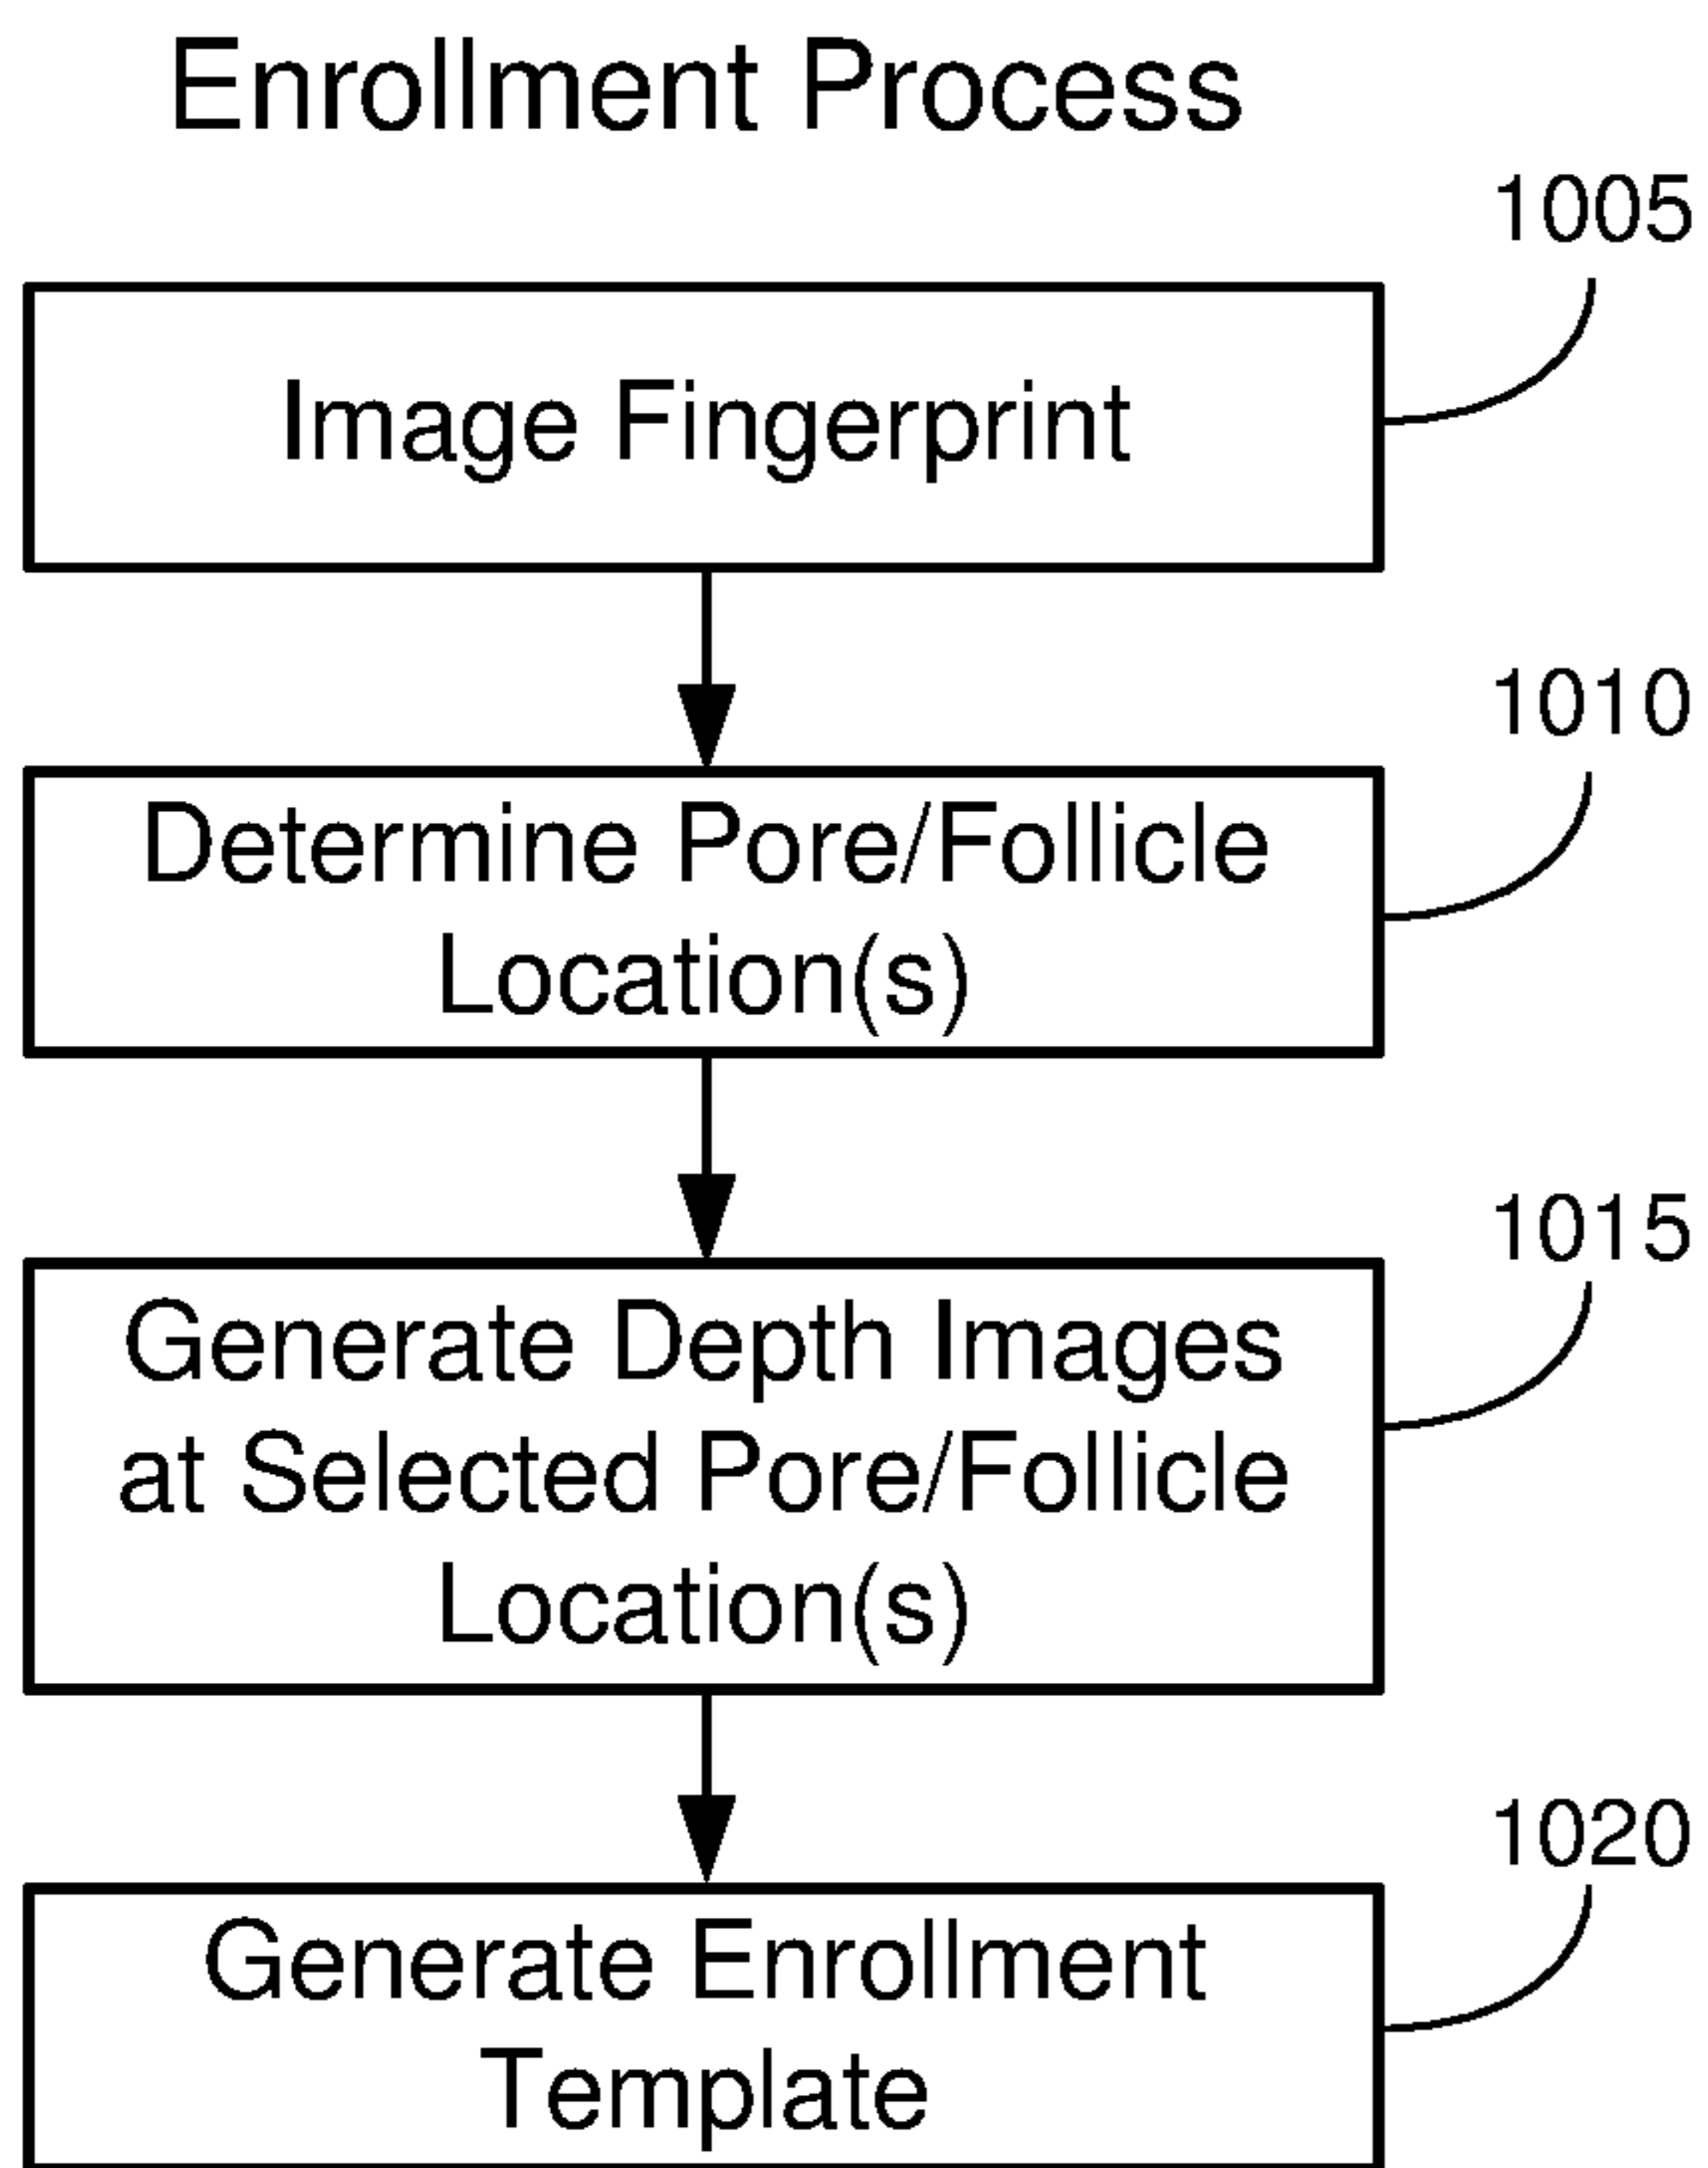 Enrollment Process
1005
Image Fingerprint
1010
Determine Pore/Follicle
Location(s)
1015
Generate Depth Images
at Selected Pore/Follicle
Location(s)
1020
Generate Enrollment
Template